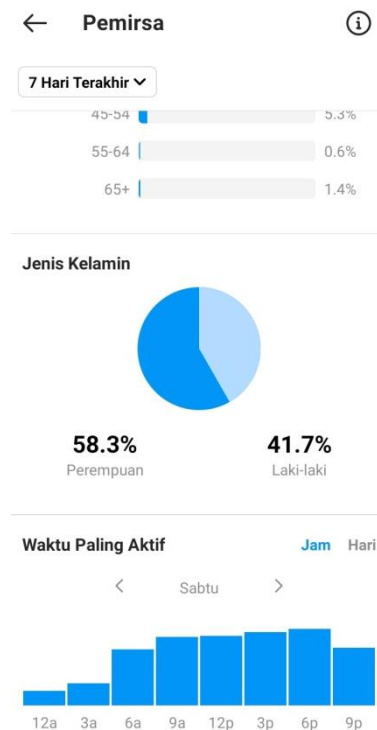 Pemirsa
7 Hari Terakhir
45-54 5.3%
55-64 0.6%
65+ 1.4%
Jenis Kelamin
58.3% 41.7%
Perempuan Laki-laki
Waktu Paling Aktif Jam Hari
Sabtu
12a 3a 6a 9a 12p 3p 6p 9p